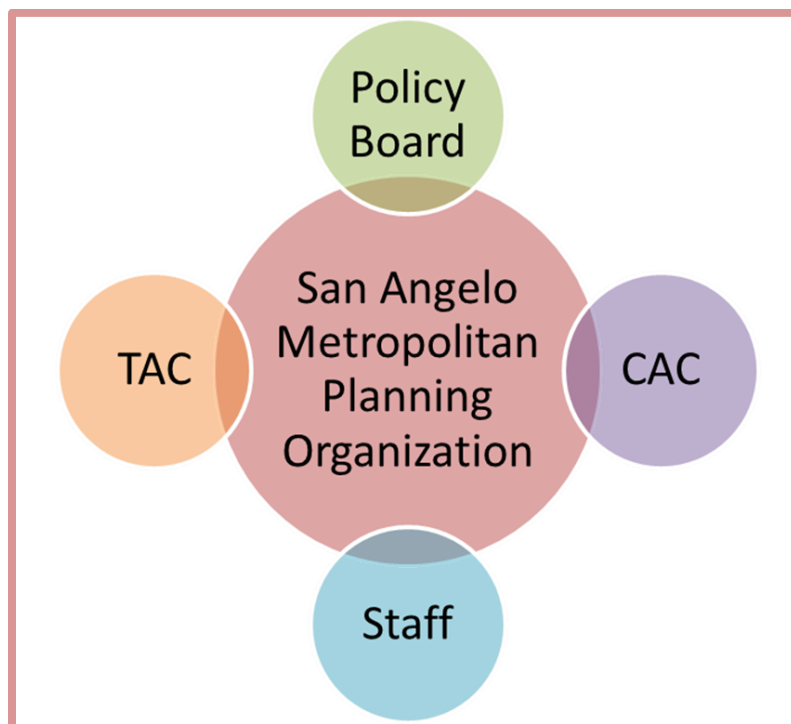 Policy
Board
San Angelo
Metropolitan
Planning
Organization
TAC
CAC
Staff